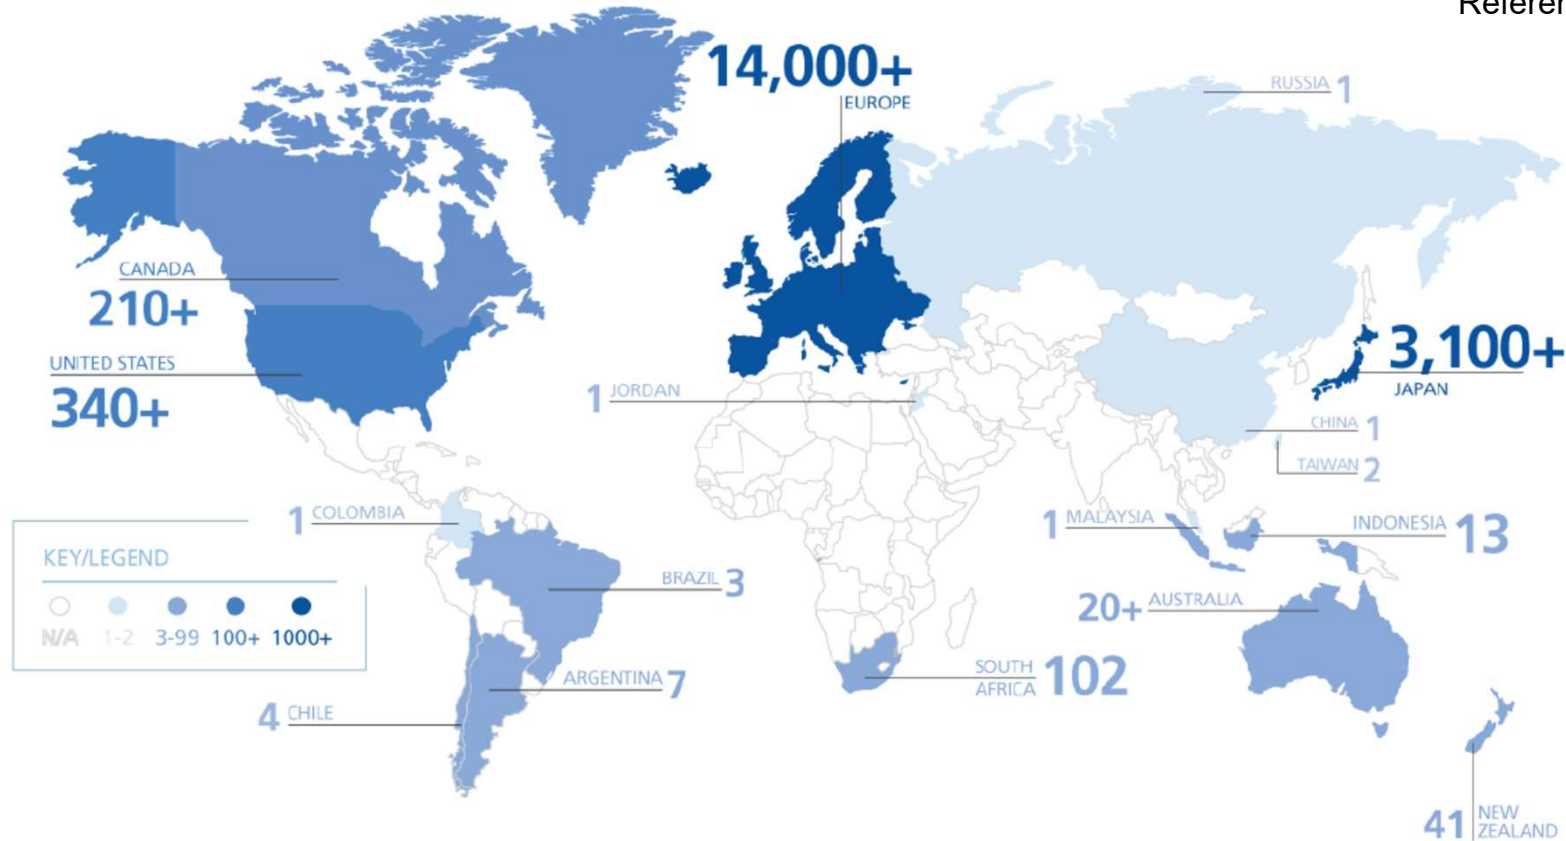 Referen
14,000+
EUROPE
RUSSIA 1
CANADA
210+
UNITED STATES
340+
3,100+
JAPAN
1 JORDAN
CHINA 1
TAIWAN 2
1 COLOMBIA
1 MALAYSIA
INDONESIA 13
KEY/LEGEND
N/A 1-2 3-99 100+ 1000+
BRAZIL 3
20+ AUSTRALIA
ARGENTINA 7
SOUTH
AFRICA 102
4 CHILE
41 NEW
ZEALAND